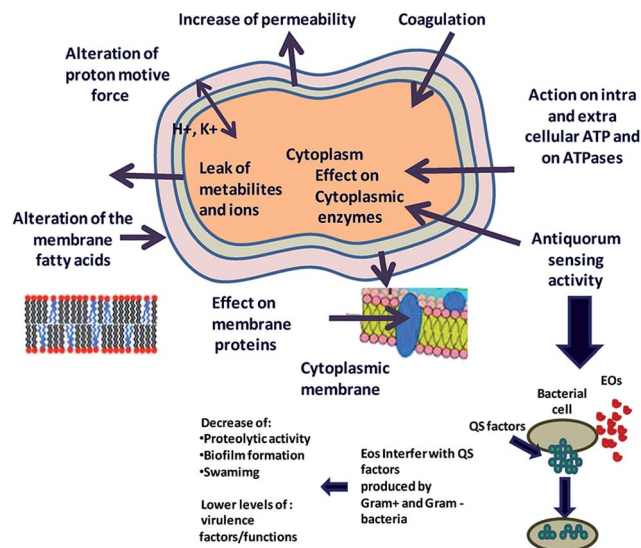 Increase of permeability
Coagulation
Alteration of
proton motive
force
H+, K+
Action on intra
and extra
cellular ATP and
on ATPases
Cytoplasm
Effect on
Cytoplasmic
enzymes
Leak of
metabilites
and ions
Alteration of the
membrane
fatty acids
Antiquorum
sensing
activity
Effect on
membrane
proteins
Cytoplasmic
membrane
Bacterial
cell
EOs
QS factors
Decrease of:
•Proteolytic activity
•Biofilm formation
•Swamimg
Lower levels of :
virulence
factors/functions
Eos Interfer with QS
factors
produced by
Gram+ and Gram -
bacteria